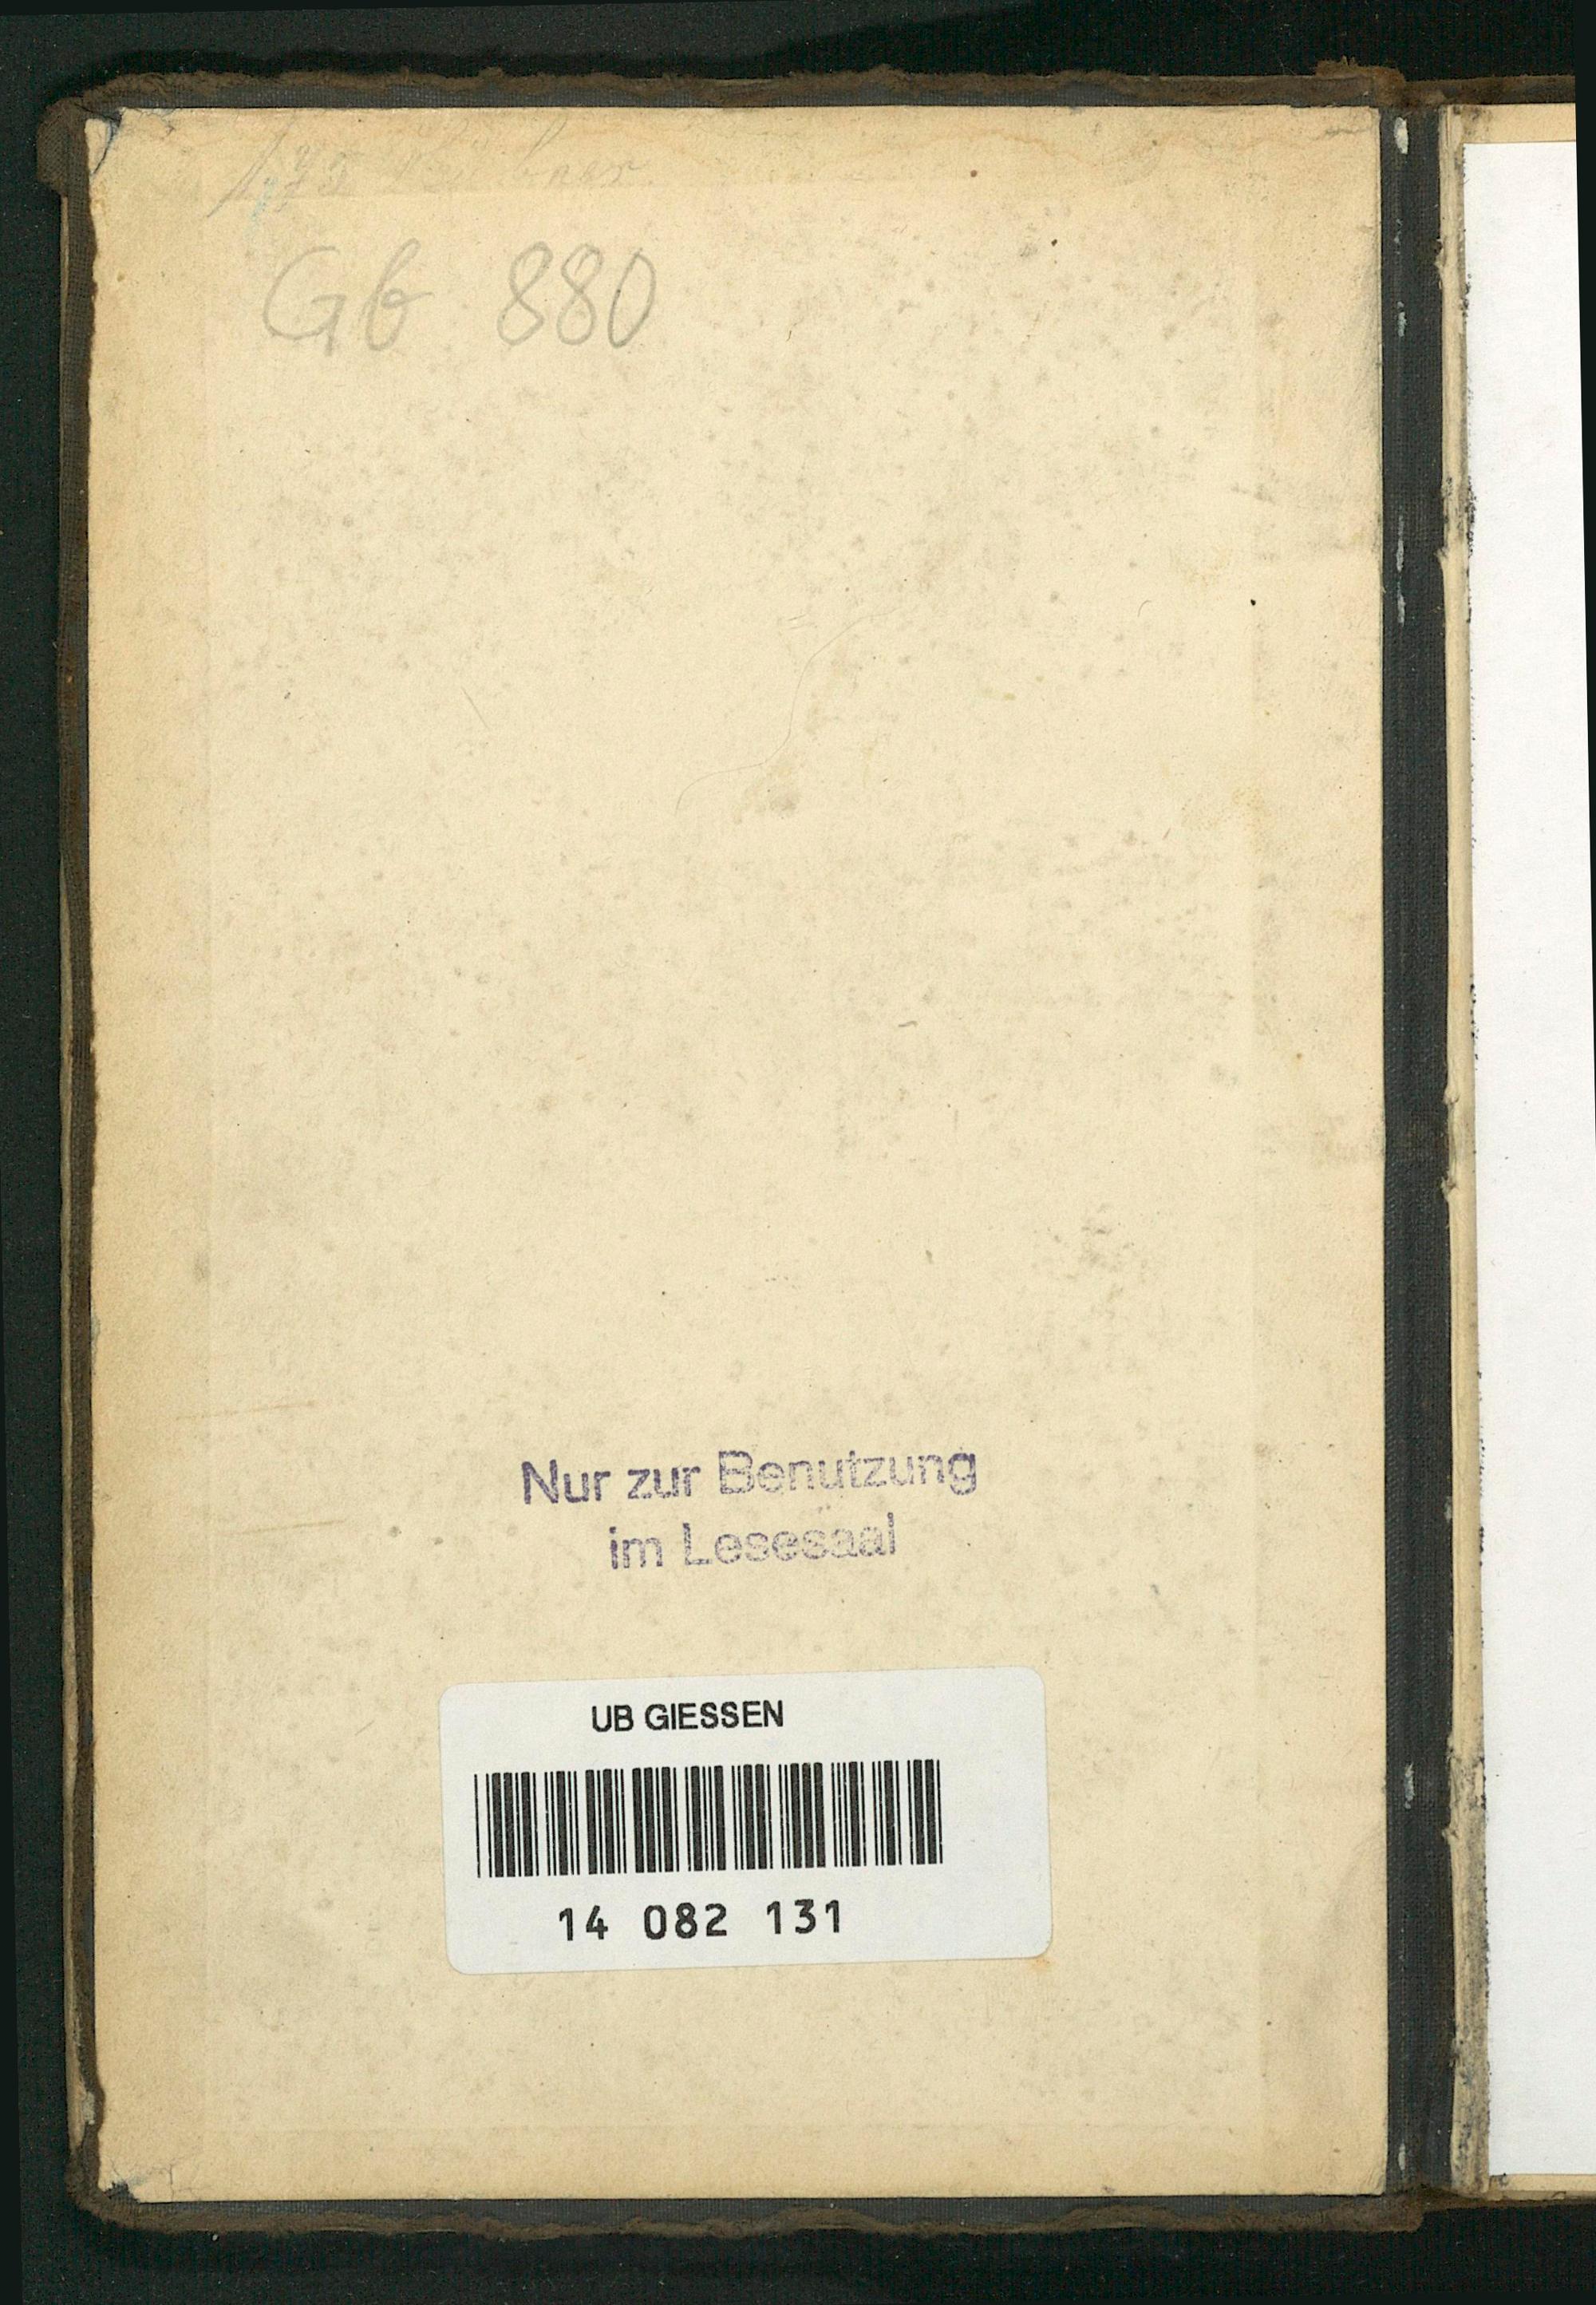 Gb 880
Nur zur Benutzung
im Lesesaal
UB GIESSEN
14 082 131